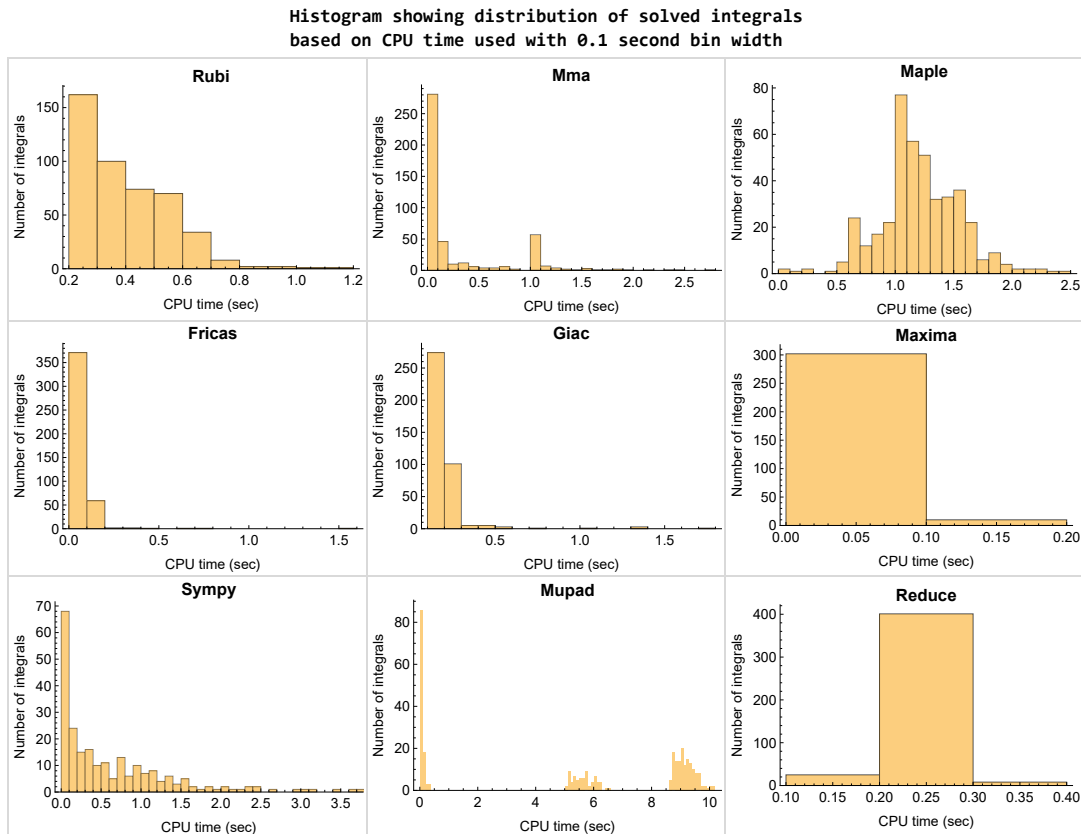 Histogram showing distribution of solved integrals
based on CPU time used with 0.1 second bin width
Rubi
Number of integrals
150
100
50
0
0.2 0.4 0.6 0.8 1.0 1.2
CPU time (sec)
Mma
Number of integrals
250
200
150
100
50
0
0.0 0.5 1.0 1.5 2.0 2.5
CPU time (sec)
Maple
Number of integrals
80
60
40
20
0
0.0 0.5 1.0 1.5 2.0 2.5
CPU time (sec)
Fricas
Number of integrals
350
300
250
200
150
100
50
0
0.0 0.5 1.0 1.5
CPU time (sec)
Giac
Number of integrals
250
200
150
100
50
0
0.5 1.0 1.5
CPU time (sec)
Maxima
Number of integrals
300
250
200
150
100
50
0
0.00 0.05 0.10 0.15 0.20
CPU time (sec)
Sympy
Number of integrals
70
60
50
40
30
20
10
0
0.0 0.5 1.0 1.5 2.0 2.5 3.0 3.5
CPU time (sec)
Mupad
Number of integrals
80
60
40
20
0
0 2 4 6 8 10
CPU time (sec)
Reduce
Number of integrals
400
300
200
100
0
0.10 0.15 0.20 0.25 0.30 0.35 0.40
CPU time (sec)